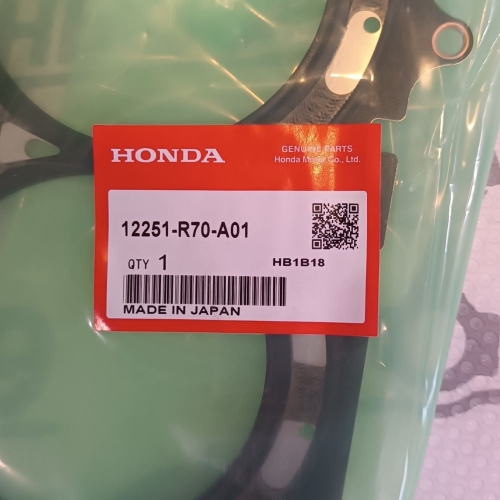 HONDA
GENUINE PARTS
Honda Motor Co., Ltd.
12251-R70-A01
QTY 1
HB1B18
MADE IN JAPAN